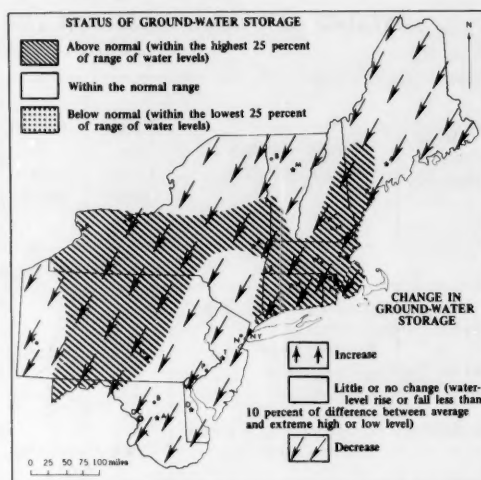 STATUS OF GROUND-WATER STORAGE
Above normal (within the highest 25 percent
of range of water levels)
Within the normal range
Below normal (within the lowest 25 percent
of range of water levels)
N
CHANGE IN
GROUND-WATER
STORAGE
Increase
Little or no change (water-
level rise or fall less than
10 percent of difference between average
and extreme high or low level)
Decrease
N.Y.
0 25 50 75 100 miles